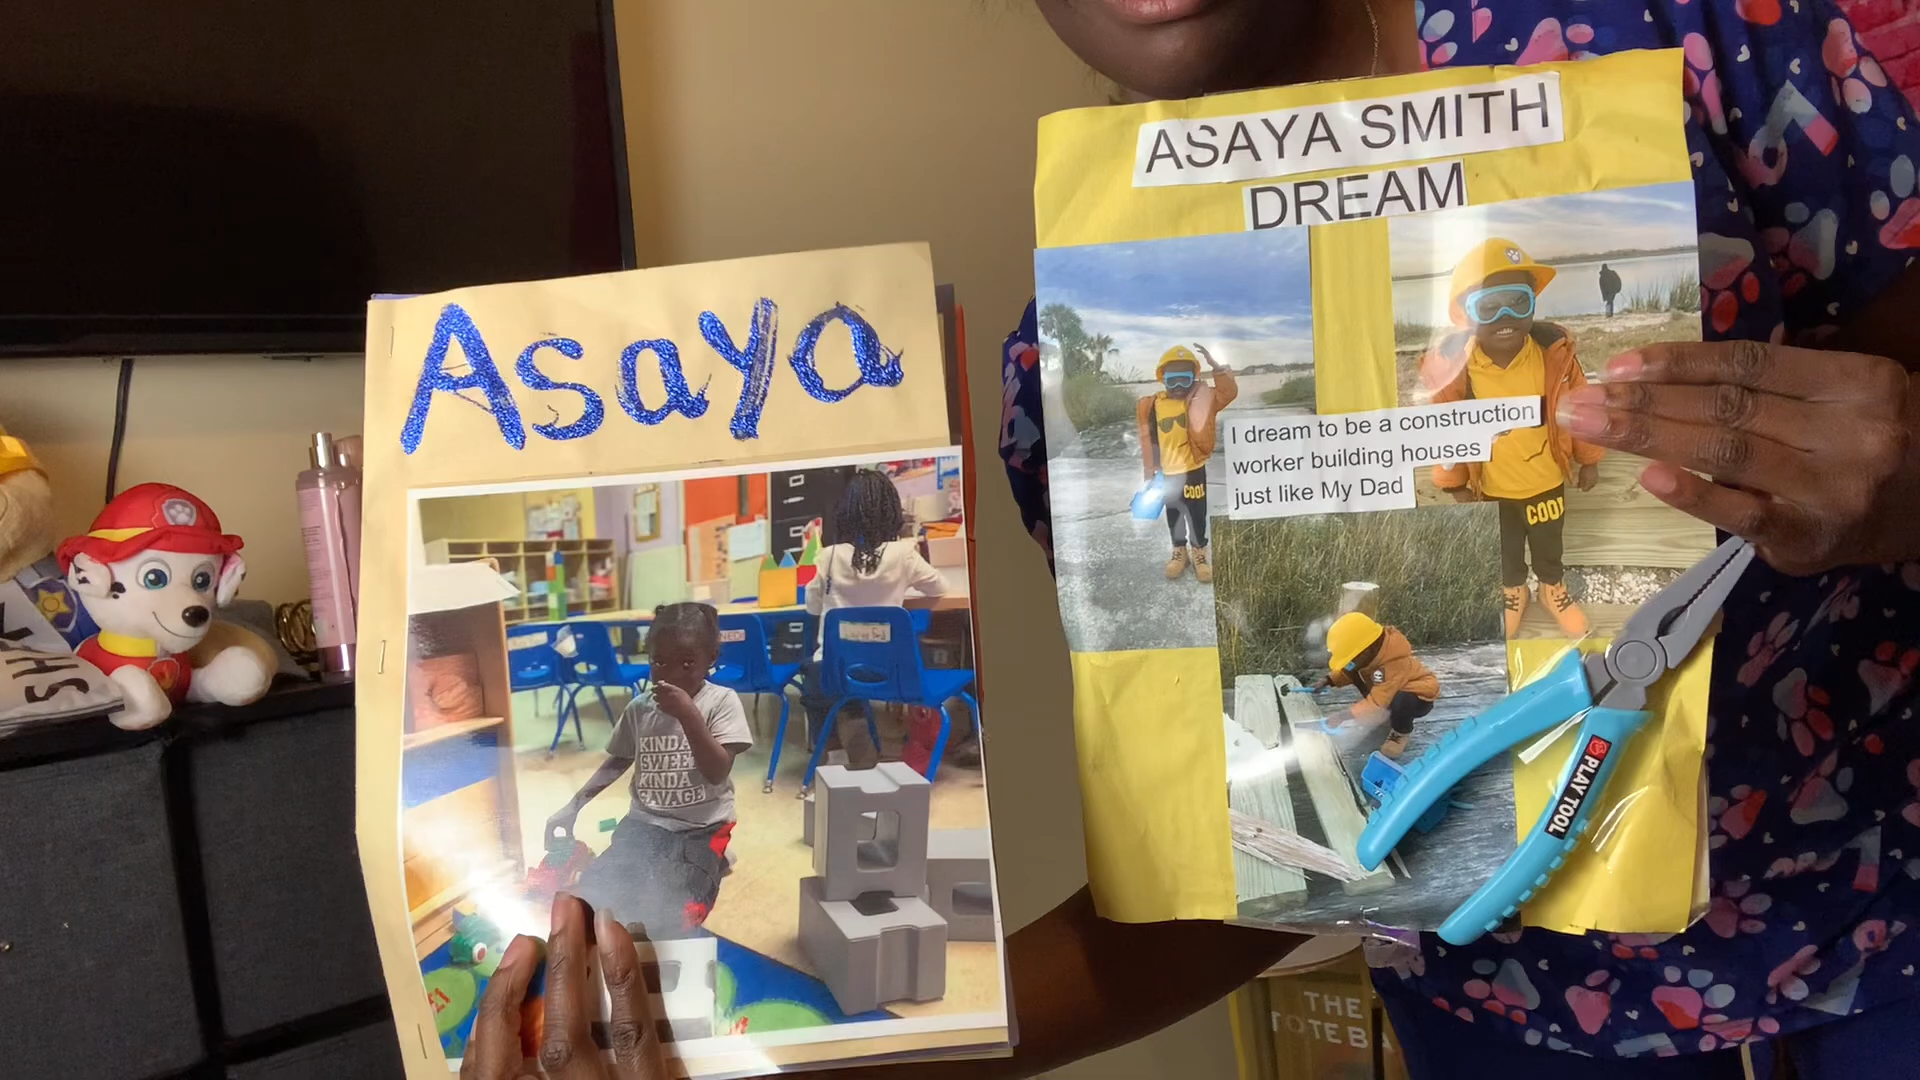 Asaya
KINDA
SWEET
KINDA
SAVAGE
ASAYA SMITH
DREAM
I dream to be a construction
worker building houses
just like My Dad
COOL
COOL
PLAY TOOL
THE
TOTE BA